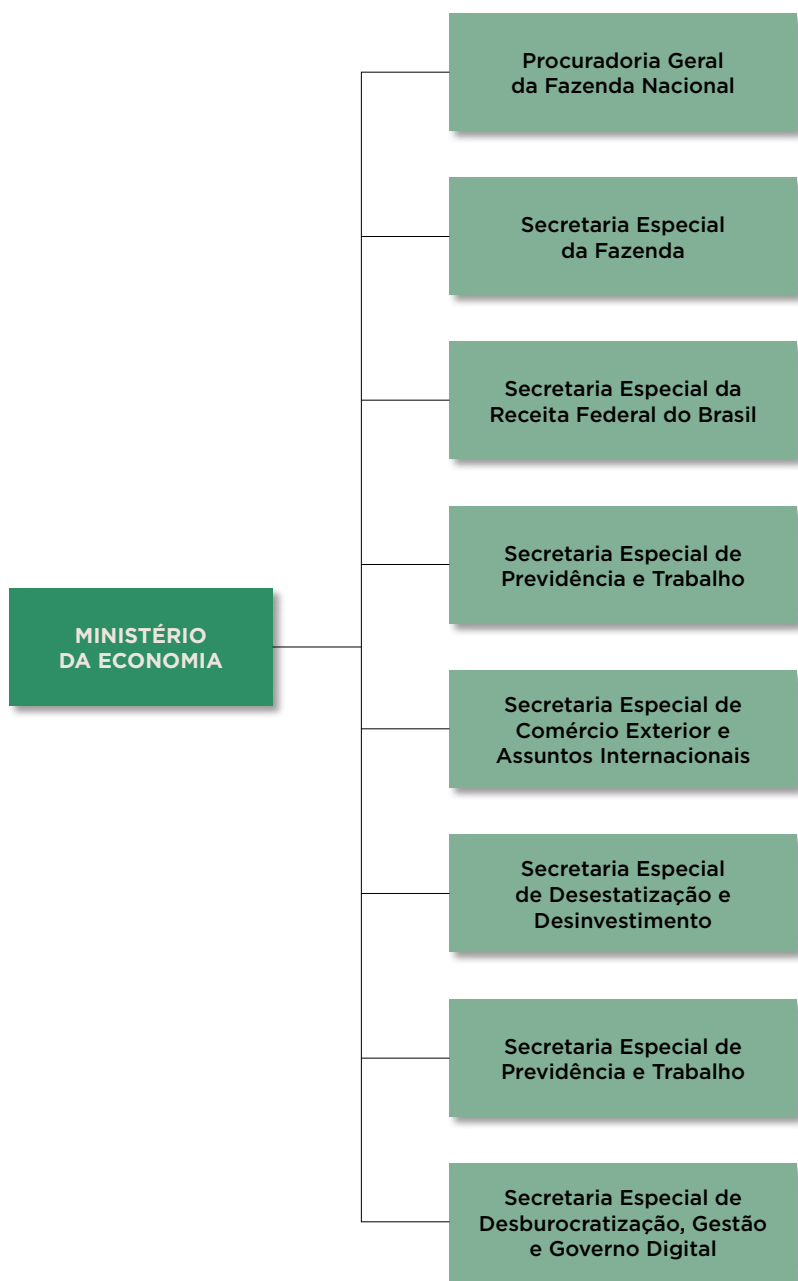 Procuradoria Geral
da Fazenda Nacional
Secretaria Especial
da Fazenda
Secretaria Especial da
Receita Federal do Brasil
Secretaria Especial de
Previdência e Trabalho
MINISTÉRIO
DA ECONOMIA
Secretaria Especial de
Comércio Exterior e
Assuntos Internacionais
Secretaria Especial
de Desestatização e
Desinvestimento
Secretaria Especial de
Previdência e Trabalho
Secretaria Especial de
Desburocratização, Gestão
e Governo Digital